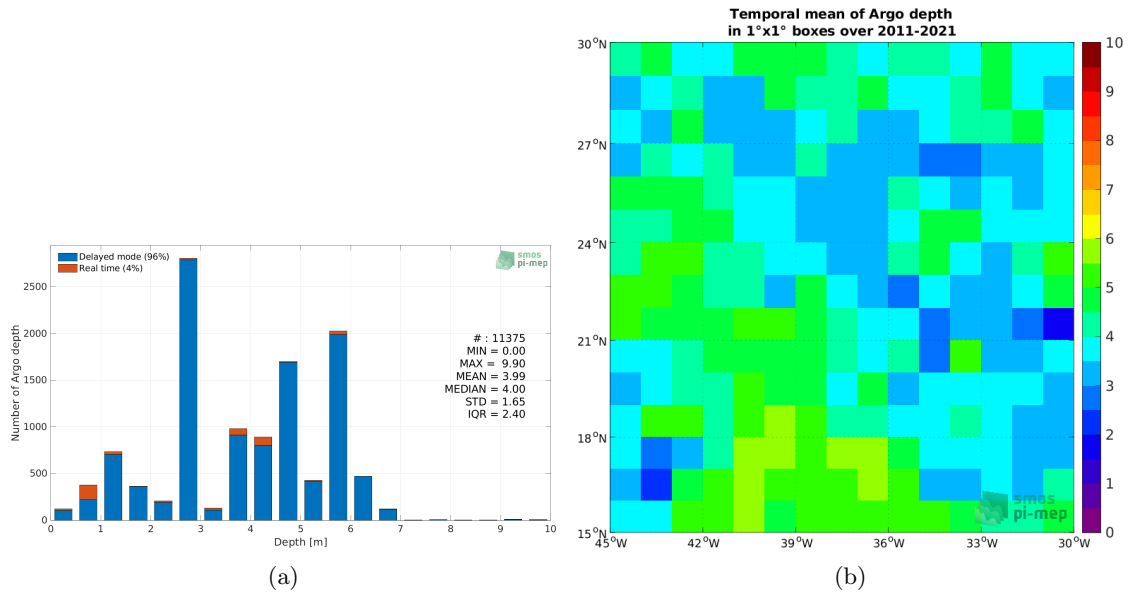 Delayed mode (96%)
Real time (4%)
smos
pi-mep
# : 11375
MIN = 0.00
MAX = 9.90
MEAN = 3.99
MEDIAN = 4.00
STD = 1.65
IQR = 2.40
Number of Argo depth
2500
2000
1500
1000
500
0
0 1 2 3 4 5 6 7 8 9 10
Depth [m]
(a)
Temporal mean of Argo depth
in 1°x1° boxes over 2011-2021
30°N
27°N
24°N
21°N
18°N
15°N
45°W 42°W 39°W 36°W 33°W 30°W
smos
pi-mep
10
9
8
7
6
5
4
3
2
1
0
(b)